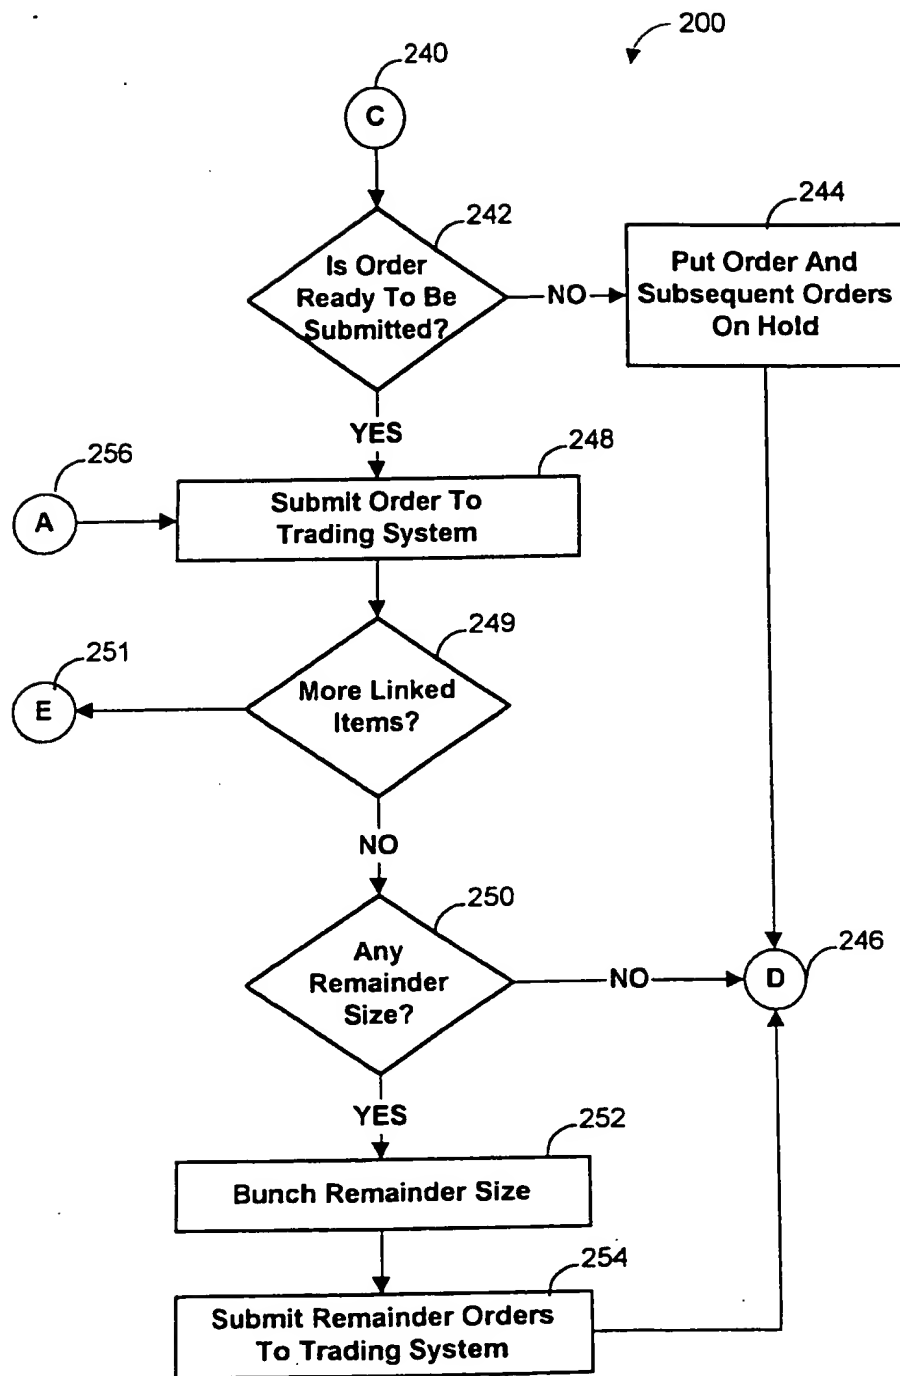 200
240
C
242
Is Order
Ready To Be
Submitted?
NO
244
Put Order And
Subsequent Orders
On Hold
YES
256
A
248
Submit Order To
Trading System
249
More Linked
Items?
251
E
NO
250
Any
Remainder
Size?
NO
246
D
YES
252
Bunch Remainder Size
254
Submit Remainder Orders
To Trading System